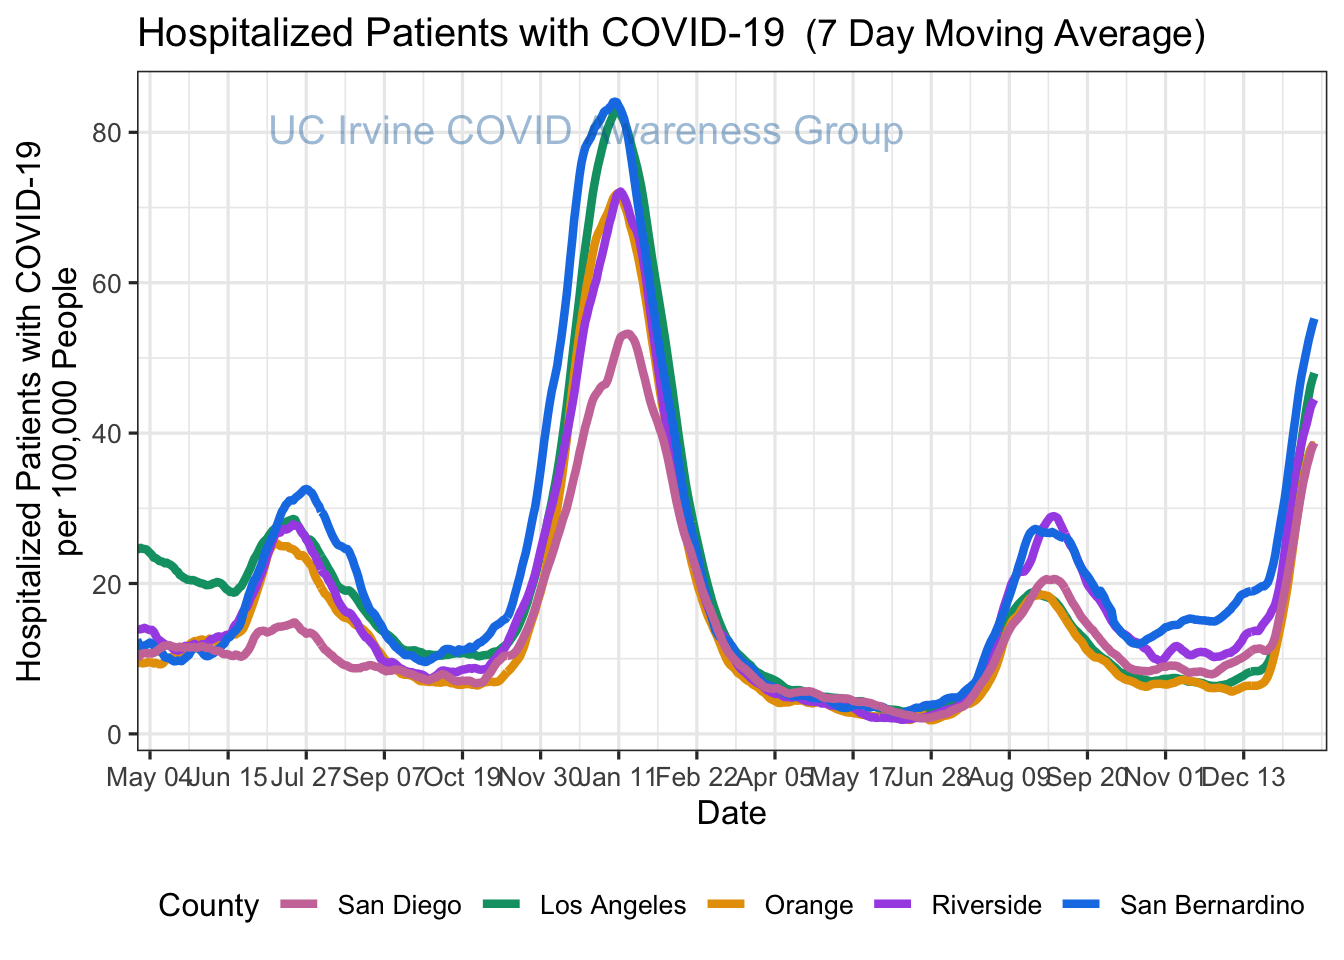 Hospitalized Patients with COVID-19 (7 Day Moving Average)
UC Irvine COVID Awareness Group
Hospitalized Patients with COVID-19
per 100,000 People
80
60
40
20
0
May 04 Jun 15 Jul 27 Sep 07 Oct 19 Nov 30 Jan 11 Feb 22 Apr 05 May 17 Jun 28 Aug 09 Sep 20 Nov 01 Dec 13
Date
County San Diego Los Angeles Orange Riverside San Bernardino